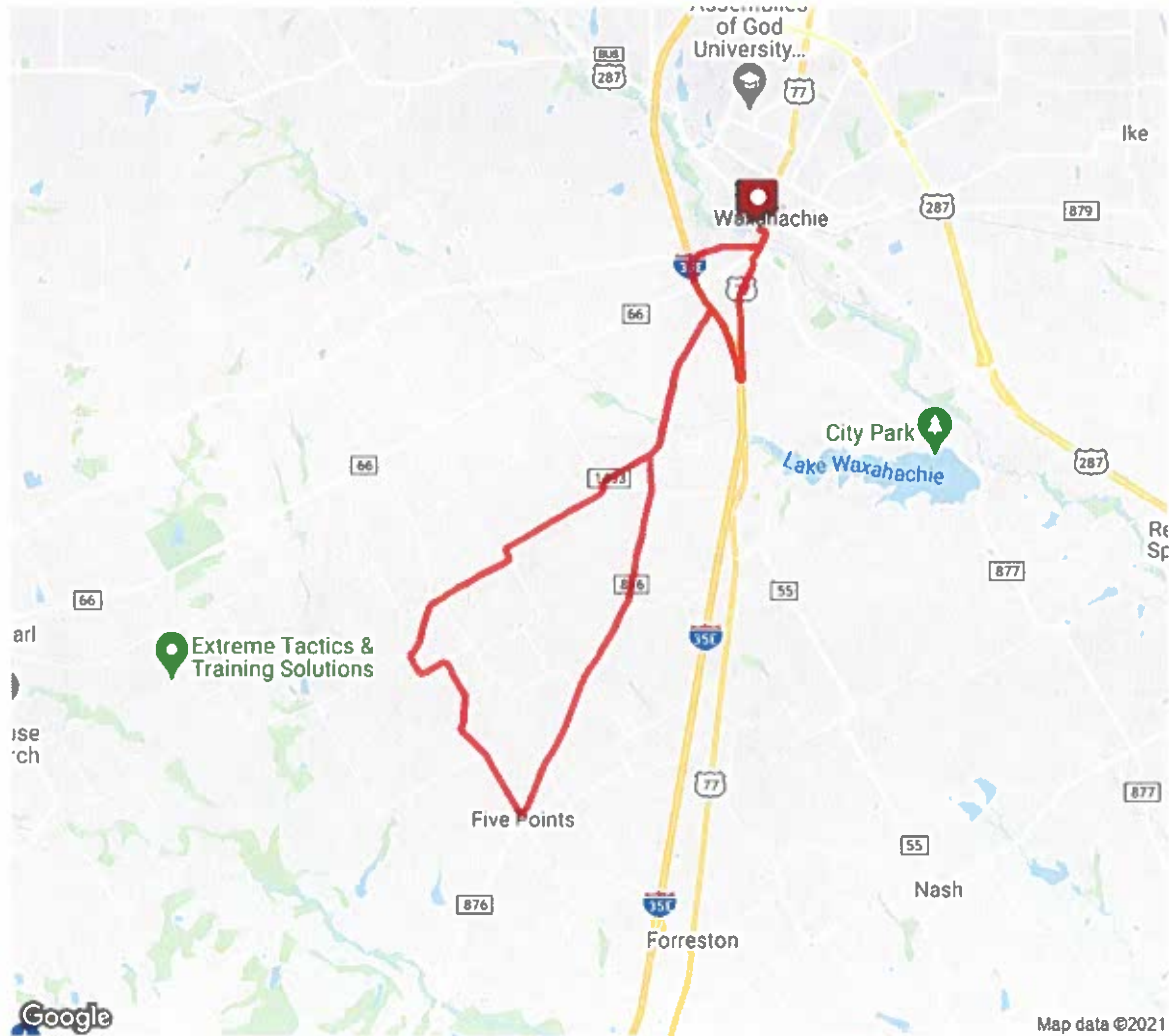 Assemblies
of God
University...
BUS
287
77
Ike
Waxahachie
287
879
35E
66
City Park
Lake Waxahachie
66
287
66
55
877
Extreme Tactics &
Training Solutions
35E
77
877
Five Points
55
Nash
876
35E
Forreston
Google
Map data ©2021